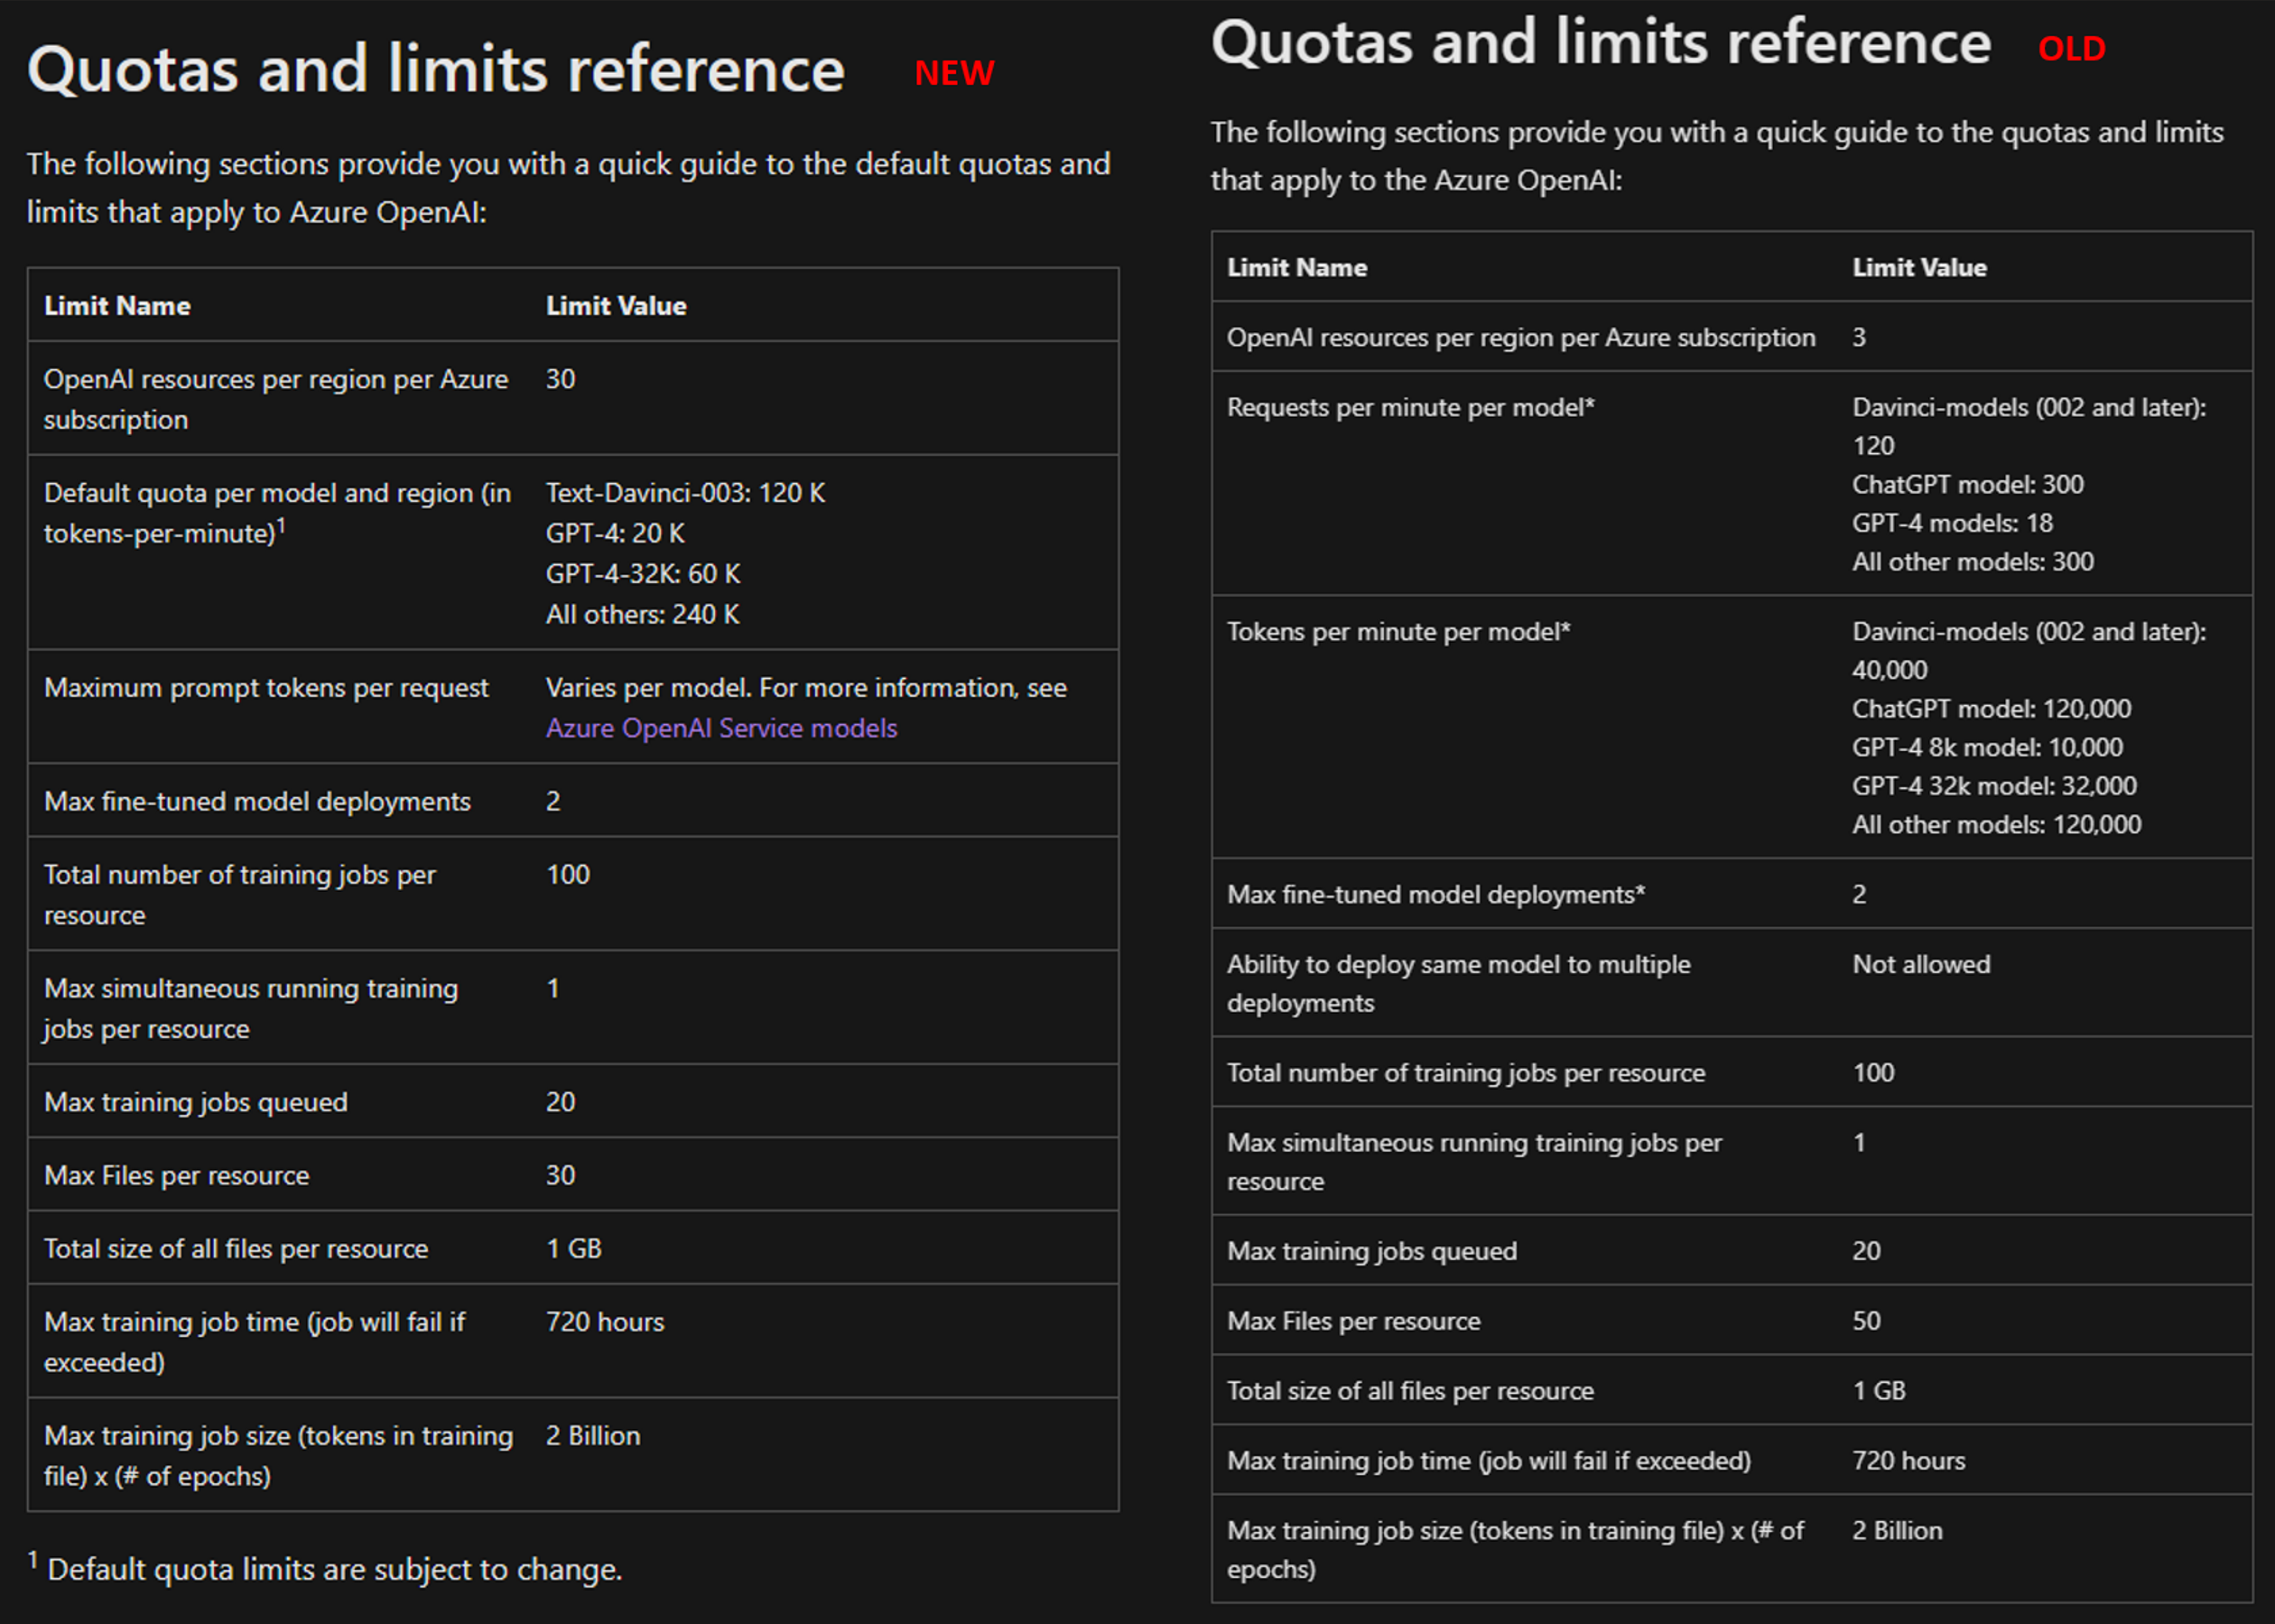 Quotas and limits reference NEW
The following sections provide you with a quick guide to the default quotas and
limits that apply to Azure OpenAI:
Limit Name Limit Value
OpenAI resources per region per Azure 30
subscription
Default quota per model and region (in Text-Davinci-003: 120 K
tokens-per-minute)1 GPT-4: 20 K
GPT-4-32K: 60 K
All others: 240 K
Maximum prompt tokens per request Varies per model. For more information, see
Azure OpenAI Service models
Max fine-tuned model deployments 2
Total number of training jobs per 100
resource
Max simultaneous running training 1
jobs per resource
Max training jobs queued 20
Max Files per resource 30
Total size of all files per resource 1 GB
Max training job time (job will fail if 720 hours
exceeded)
Max training job size (tokens in training 2 Billion
file) x (# of epochs)
1 Default quota limits are subject to change.
Quotas and limits reference OLD
The following sections provide you with a quick guide to the quotas and limits
that apply to the Azure OpenAI:
Limit Name Limit Value
OpenAI resources per region per Azure subscription 3
Requests per minute per model* Davinci-models (002 and later):
120
ChatGPT model: 300
GPT-4 models: 18
All other models: 300
Tokens per minute per model* Davinci-models (002 and later):
40,000
ChatGPT model: 120,000
GPT-4 8k model: 10,000
GPT-4 32k model: 32,000
All other models: 120,000
Max fine-tuned model deployments* 2
Ability to deploy same model to multiple Not allowed
deployments
Total number of training jobs per resource 100
Max simultaneous running training jobs per 1
resource
Max training jobs queued 20
Max Files per resource 50
Total size of all files per resource 1 GB
Max training job time (job will fail if exceeded) 720 hours
Max training job size (tokens in training file) x (# of 2 Billion
epochs)